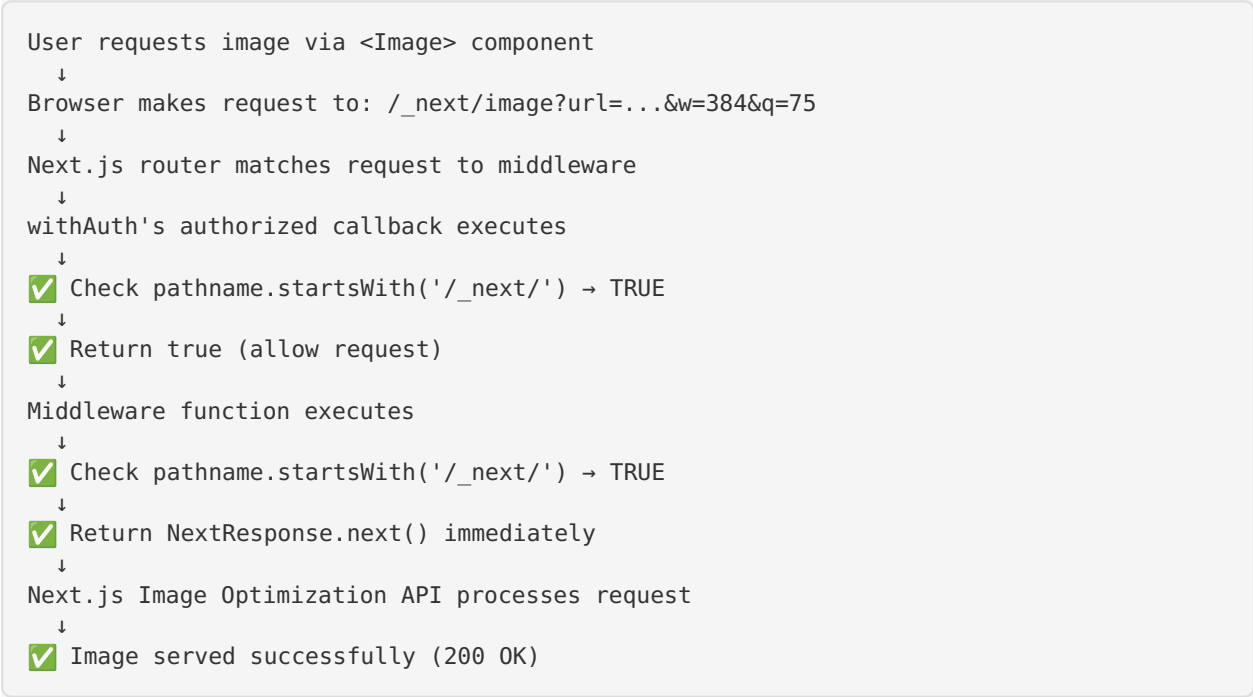 User requests image via <Image> component
↓
Browser makes request to: /_next/image?url=...&w=384&q=75
↓
Next.js router matches request to middleware
↓
withAuth's authorized callback executes
↓
✅ Check pathname.startsWith('/_next/') → TRUE
↓
✅ Return true (allow request)
↓
Middleware function executes
↓
✅ Check pathname.startsWith('/_next/') → TRUE
↓
✅ Return NextResponse.next() immediately
↓
Next.js Image Optimization API processes request
↓
✅ Image served successfully (200 OK)